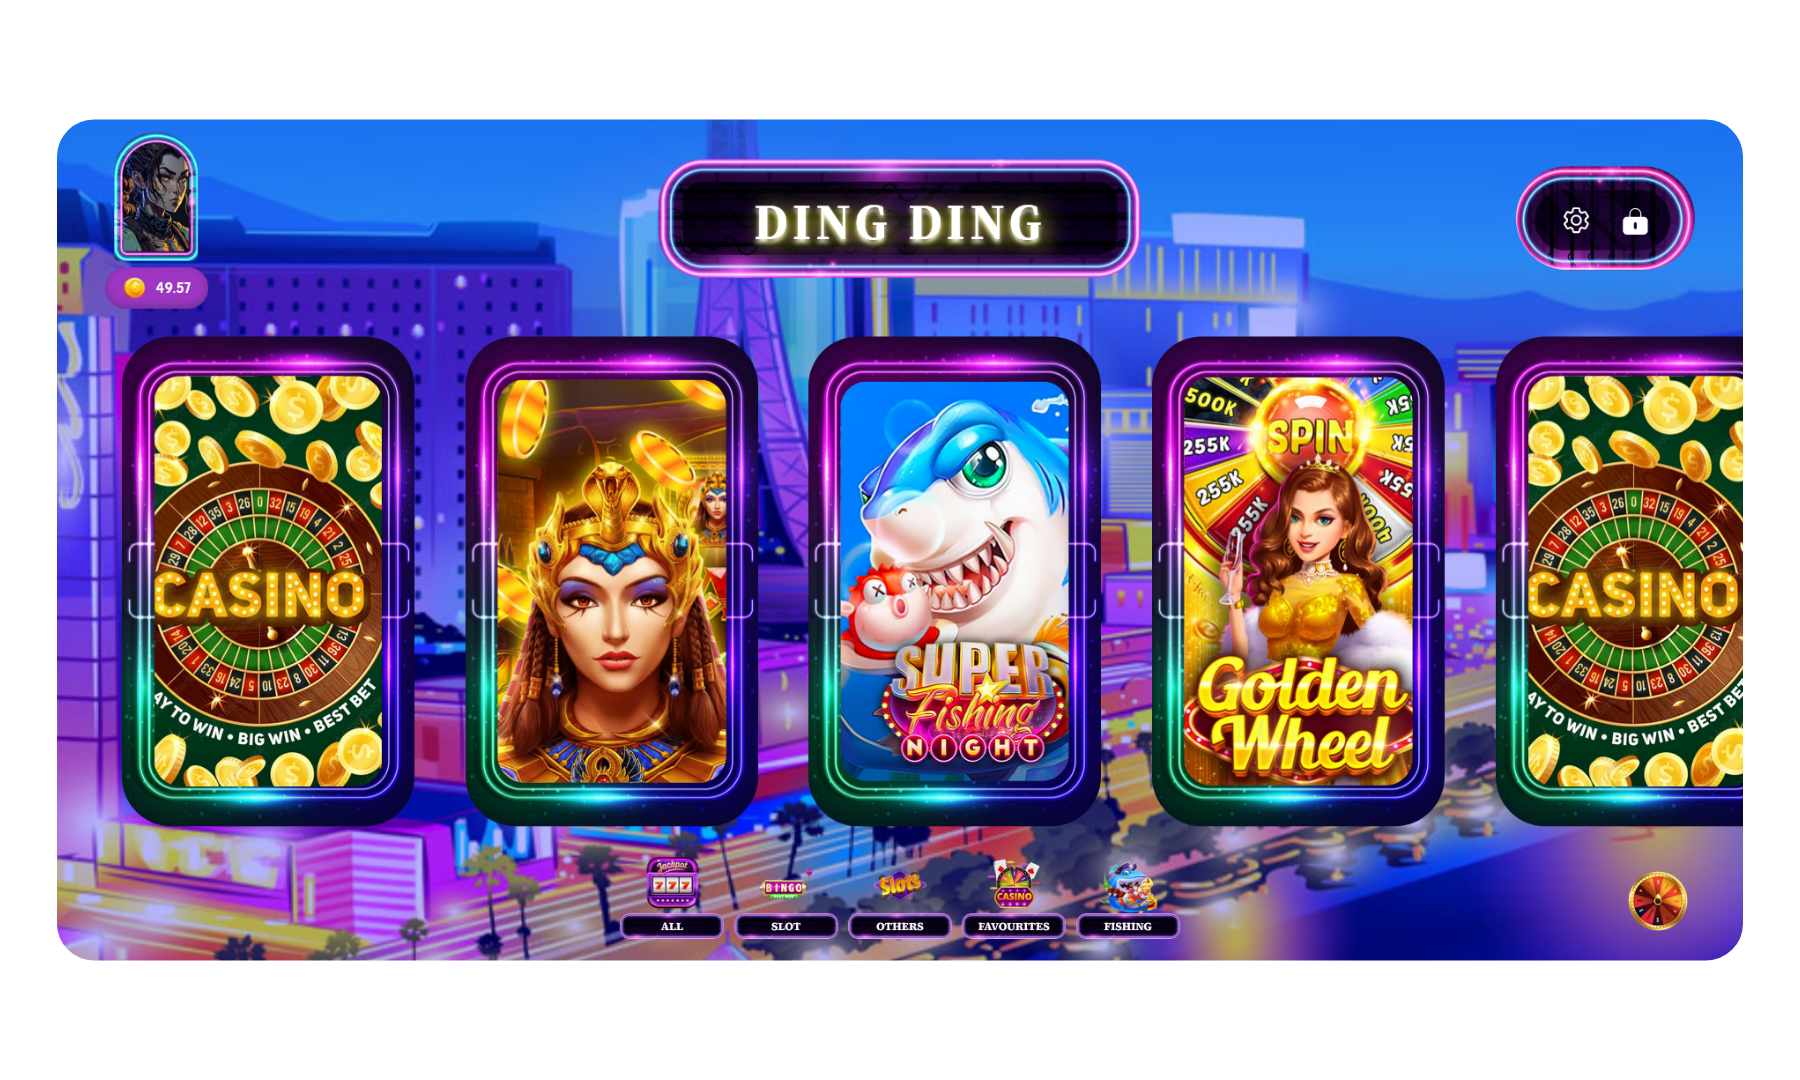 DING DING
49.57
CASINO
AY TO WIN • BIG WIN • BEST BET
SUPER
Fishing
NIGHT
500K
255K
255K
255K
SPIN
Golden
Wheel
CASINO
AY TO WIN • BIG WIN • BEST BET
Jackpot
777
BINGO
Slots
CASINO
ALL
SLOT
OTHERS
FAVOURITES
FISHING